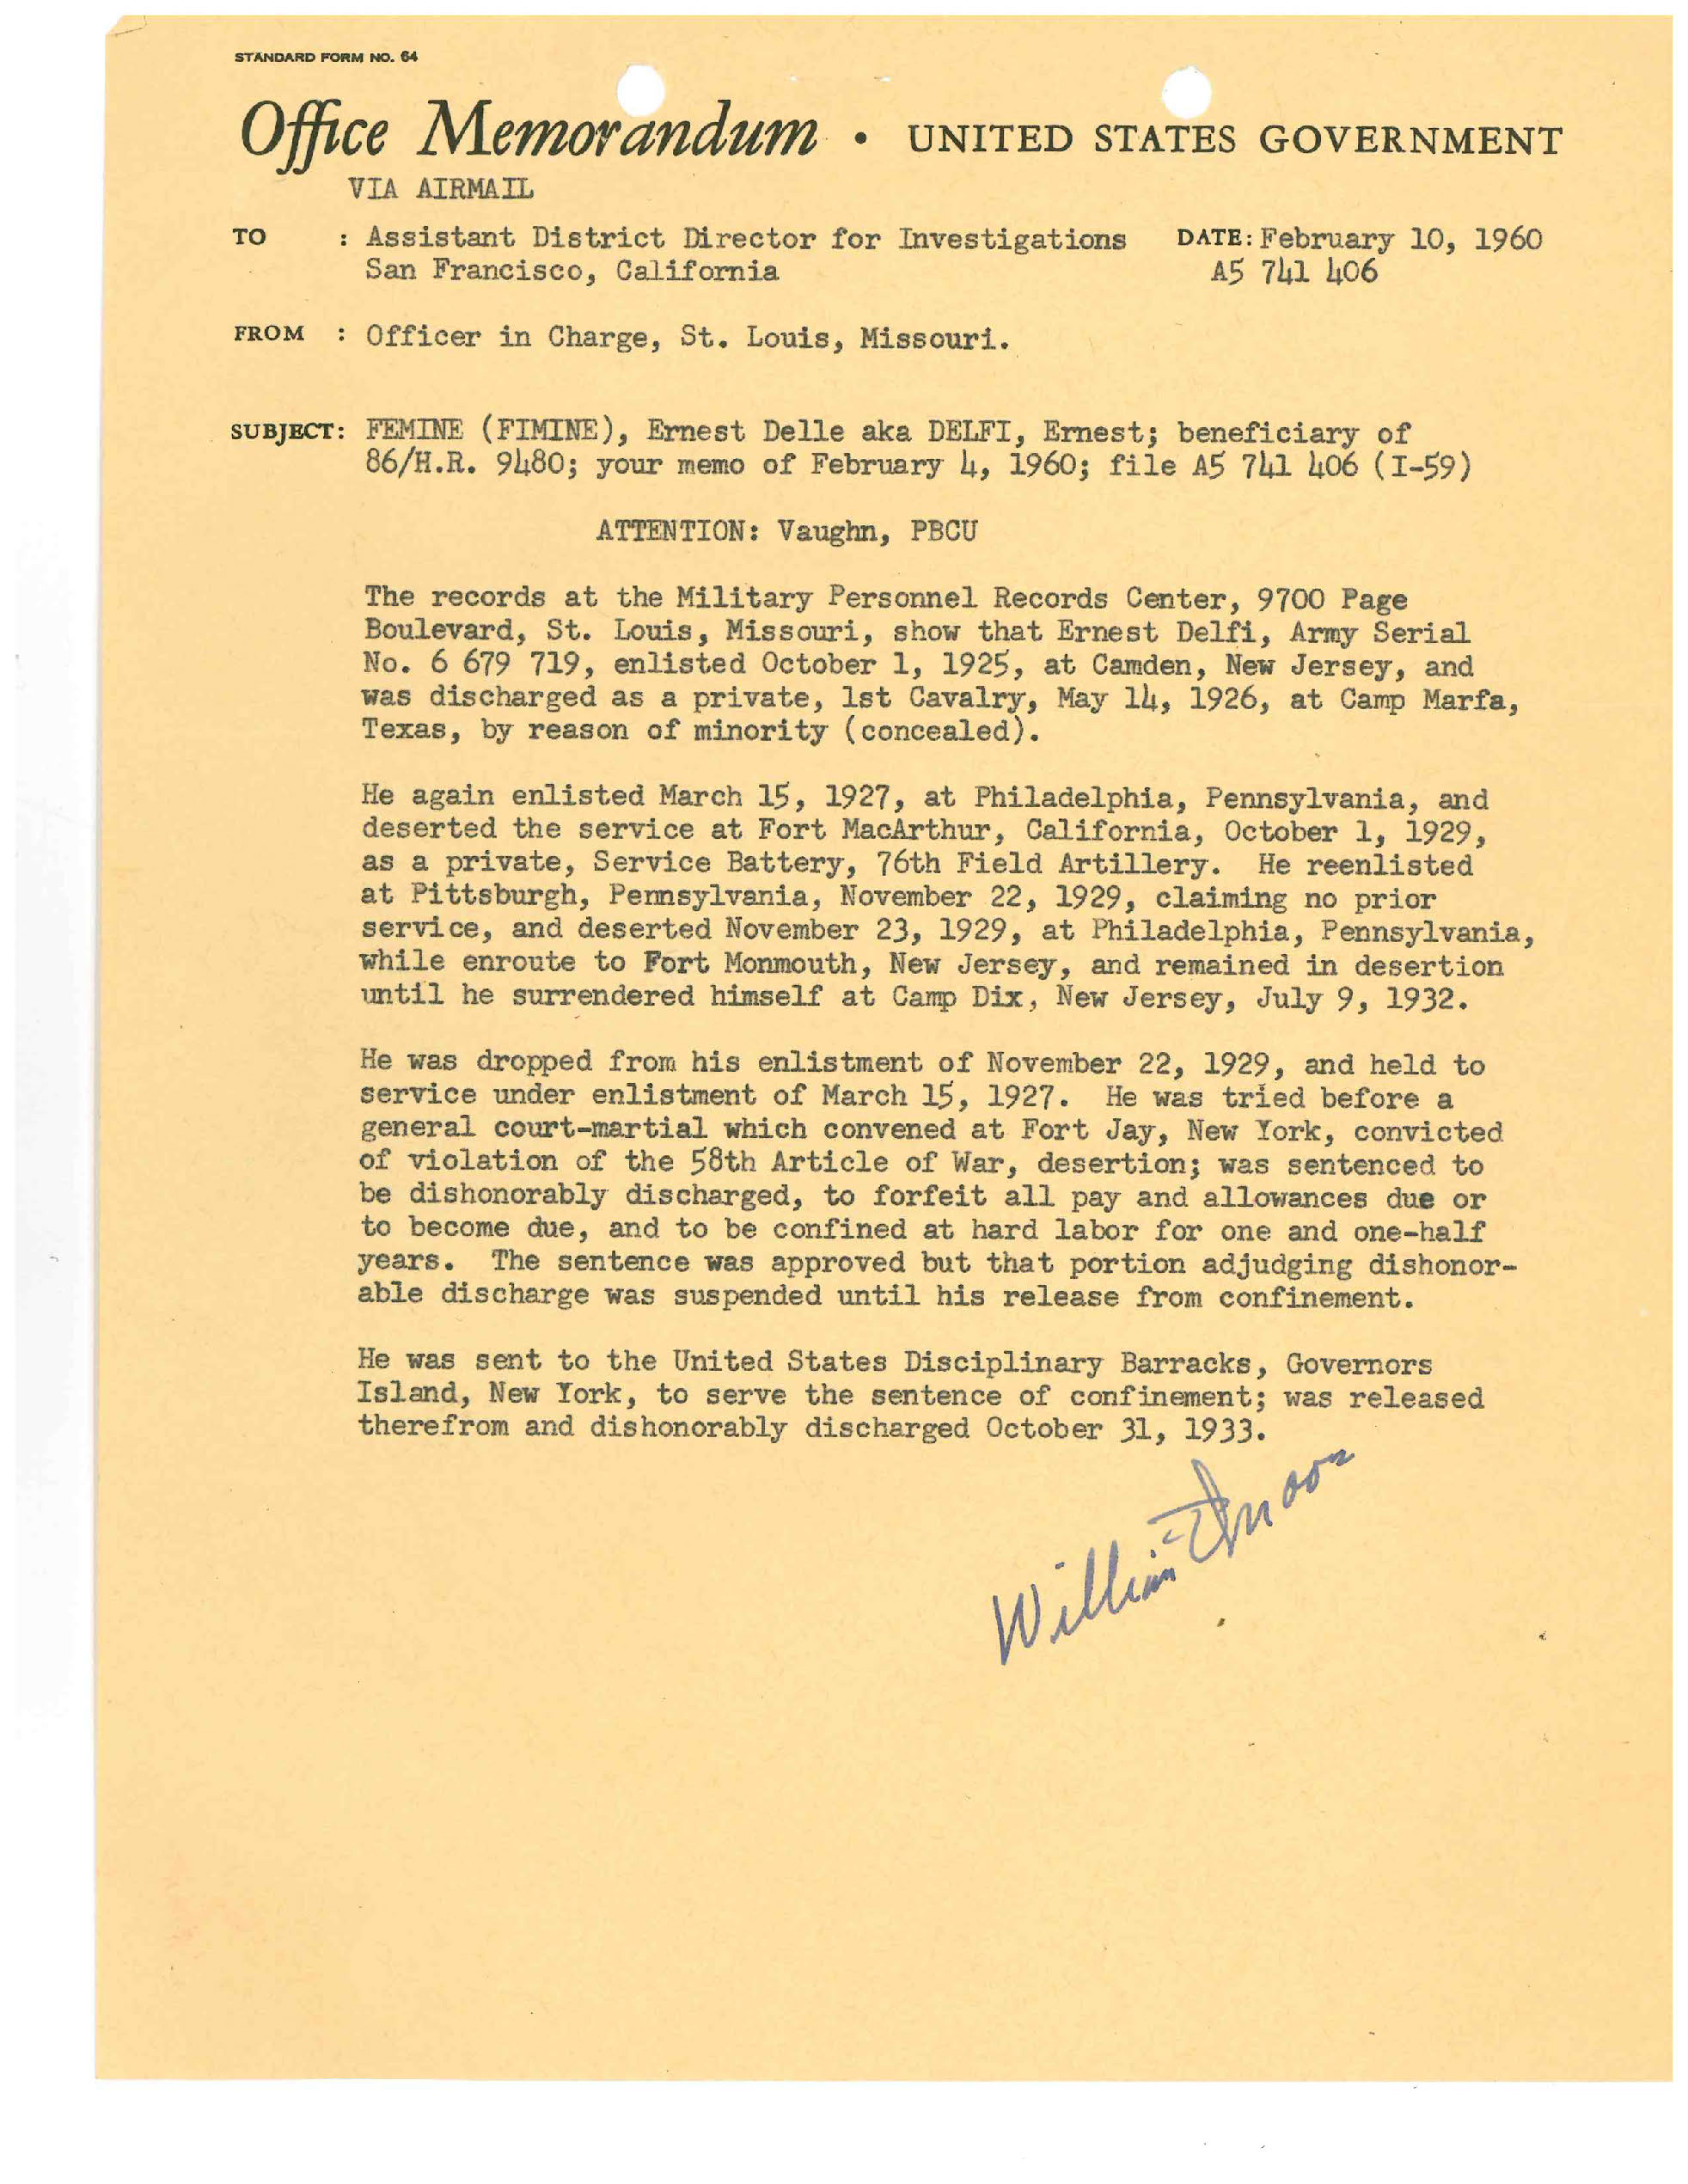 STANDARD FORM NO. 64
Office Memorandum • UNITED STATES GOVERNMENT
VIA AIRMAIL
TO : Assistant District Director for Investigations DATE: February 10, 1960
San Francisco, California A5 741 406
FROM : Officer in Charge, St. Louis, Missouri.
SUBJECT: FEMINE (FIMINE), Ernest Delle aka DELFI, Ernest; beneficiary of
86/H.R. 9480; your memo of February 4, 1960; file A5 741 406 (I-59)
ATTENTION: Vaughn, PBCU
The records at the Military Personnel Records Center, 9700 Page
Boulevard, St. Louis, Missouri, show that Ernest Delfi, Army Serial
No. 6 679 719, enlisted October 1, 1925, at Camden, New Jersey, and
was discharged as a private, 1st Cavalry, May 14, 1926, at Camp Marfa,
Texas, by reason of minority (concealed).
He again enlisted March 15, 1927, at Philadelphia, Pennsylvania, and
deserted the service at Fort MacArthur, California, October 1, 1929,
as a private, Service Battery, 76th Field Artillery. He reenlisted
at Pittsburgh, Pennsylvania, November 22, 1929, claiming no prior
service, and deserted November 23, 1929, at Philadelphia, Pennsylvania,
while enroute to Fort Monmouth, New Jersey, and remained in desertion
until he surrendered himself at Camp Dix, New Jersey, July 9, 1932.
He was dropped from his enlistment of November 22, 1929, and held to
service under enlistment of March 15, 1927. He was tried before a
general court-martial which convened at Fort Jay, New York, convicted
of violation of the 58th Article of War, desertion; was sentenced to
be dishonorably discharged, to forfeit all pay and allowances due or
to become due, and to be confined at hard labor for one and one-half
years. The sentence was approved but that portion adjudging dishonor-
able discharge was suspended until his release from confinement.
He was sent to the United States Disciplinary Barracks, Governors
Island, New York, to serve the sentence of confinement; was released
therefrom and dishonorably discharged October 31, 1933.
William